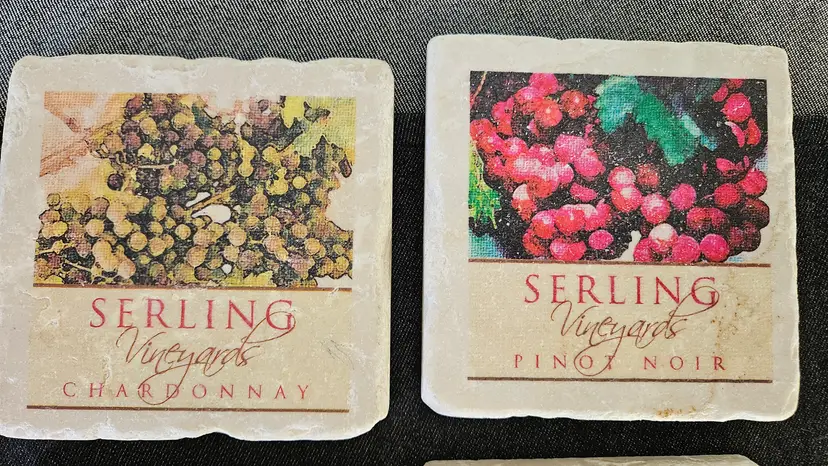 SERLING
Vineyards
CHARDONNAY
SERLING
Vineyards
PINOT NOIR